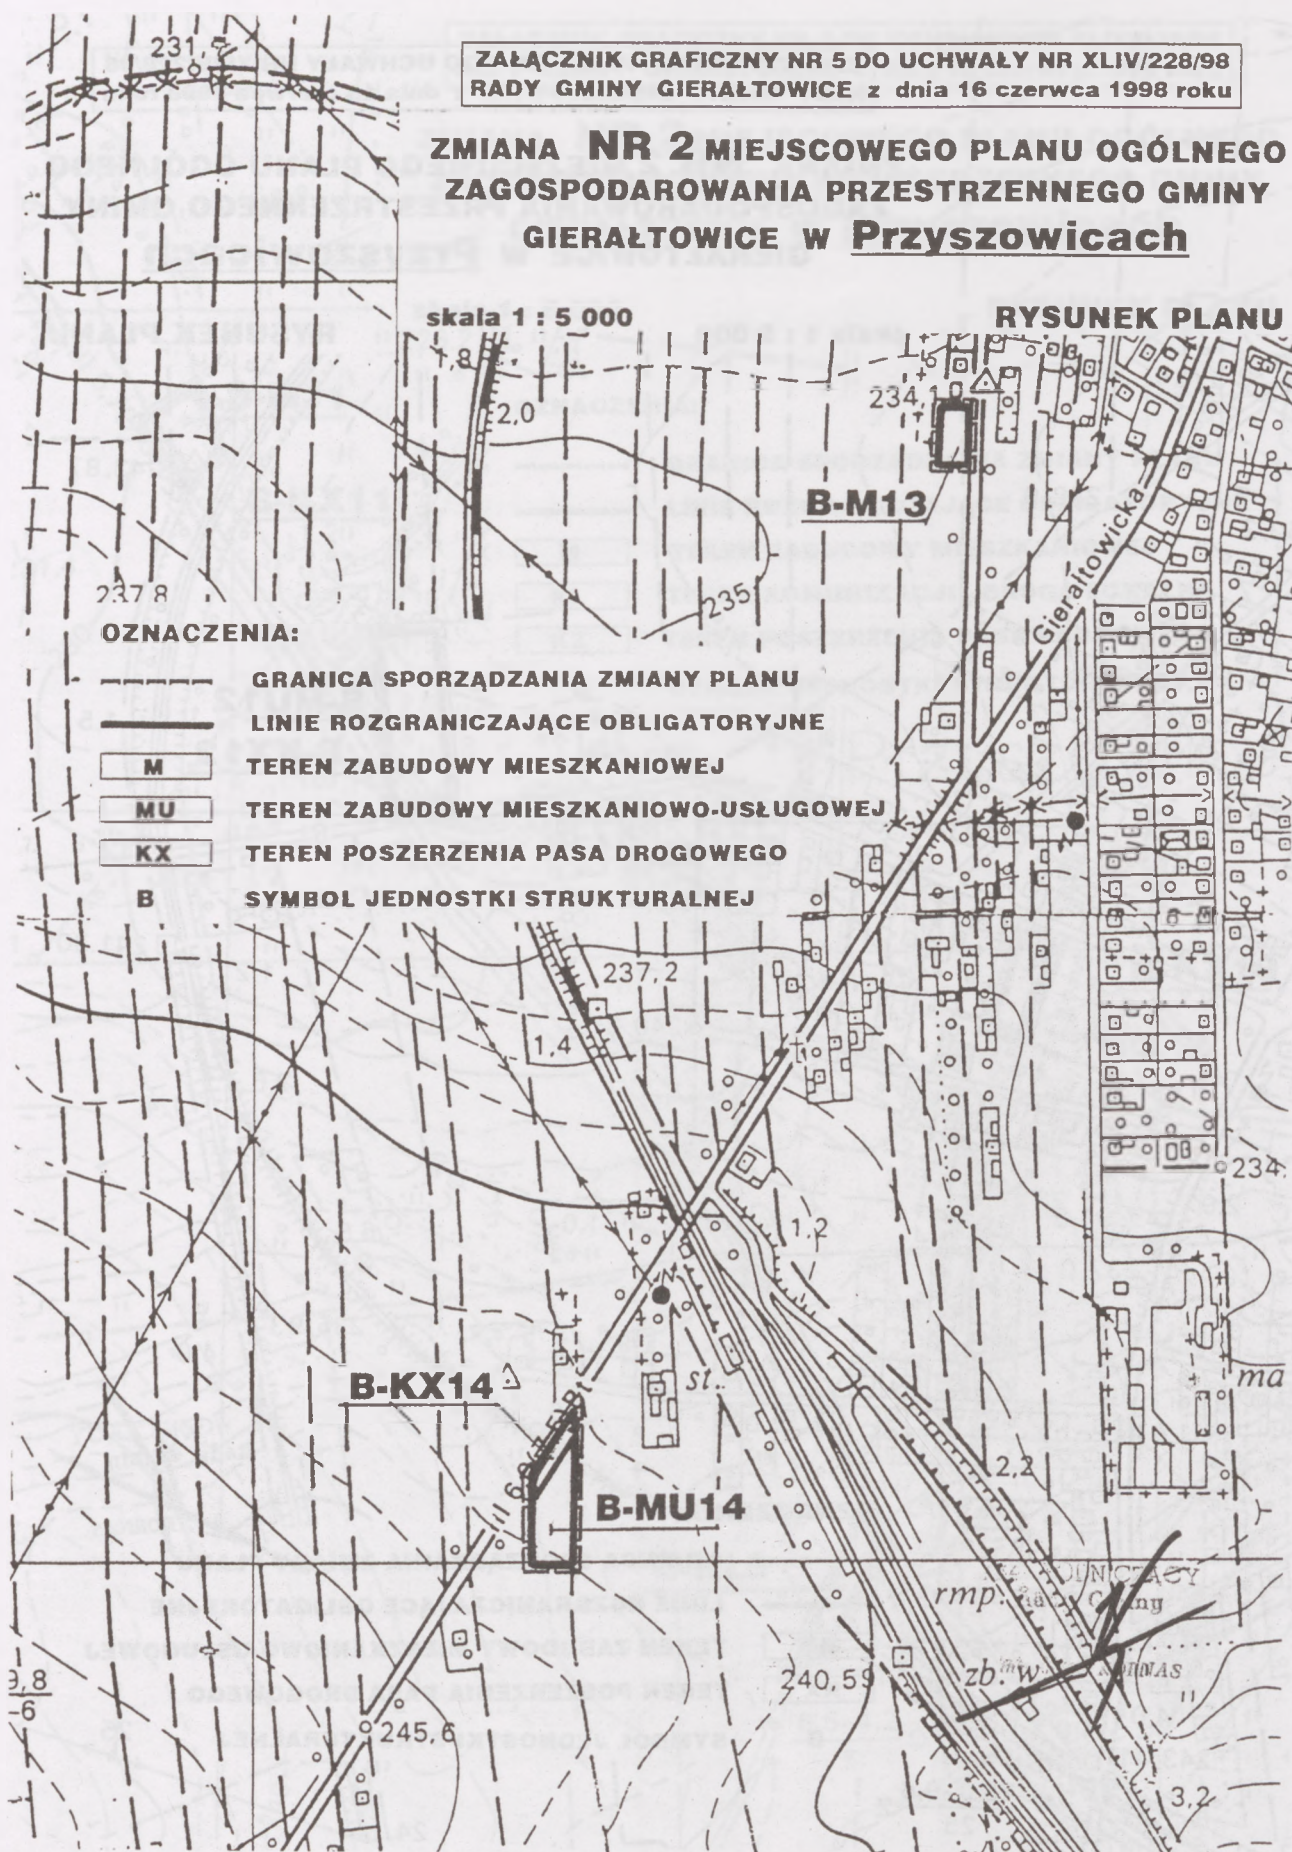 ZAŁĄCZNIK GRAFICZNY NR 5 DO UCHWAŁY NR XLIV/228/98
RADY GMINY GIERAŁTOWICE z dnia 16 czerwca 1998 roku
ZMIANA NR 2 MIEJSCOWEGO PLANU OGÓLNEGO
ZAGOSPODAROWANIA PRZESTRZENNEGO GMINY
GIERAŁTOWICE W Przyszowicach
skala 1 : 5 000
RYSUNEK PLANU
1,8
2,0
234,1
B-M13
Gierałtowicka
235
237,8
OZNACZENIA:
GRANICA SPORZĄDZANIA ZMIANY PLANU
LINIE ROZGRANICZAJĄCE OBLIGATORYJNE
M TEREN ZABUDOWY MIESZKANIOWEJ
MU TEREN ZABUDOWY MIESZKANIOWO-USŁUGOWEJ
KX TEREN POSZERZENIA PASA DROGOWEGO
B SYMBOL JEDNOSTKI STRUKTURALNEJ
237,2
1,4
234
1,2
st.
ma
B-KX14
2,2
B-MU14
rmp.
zb. w
240,59
245,6
3,2